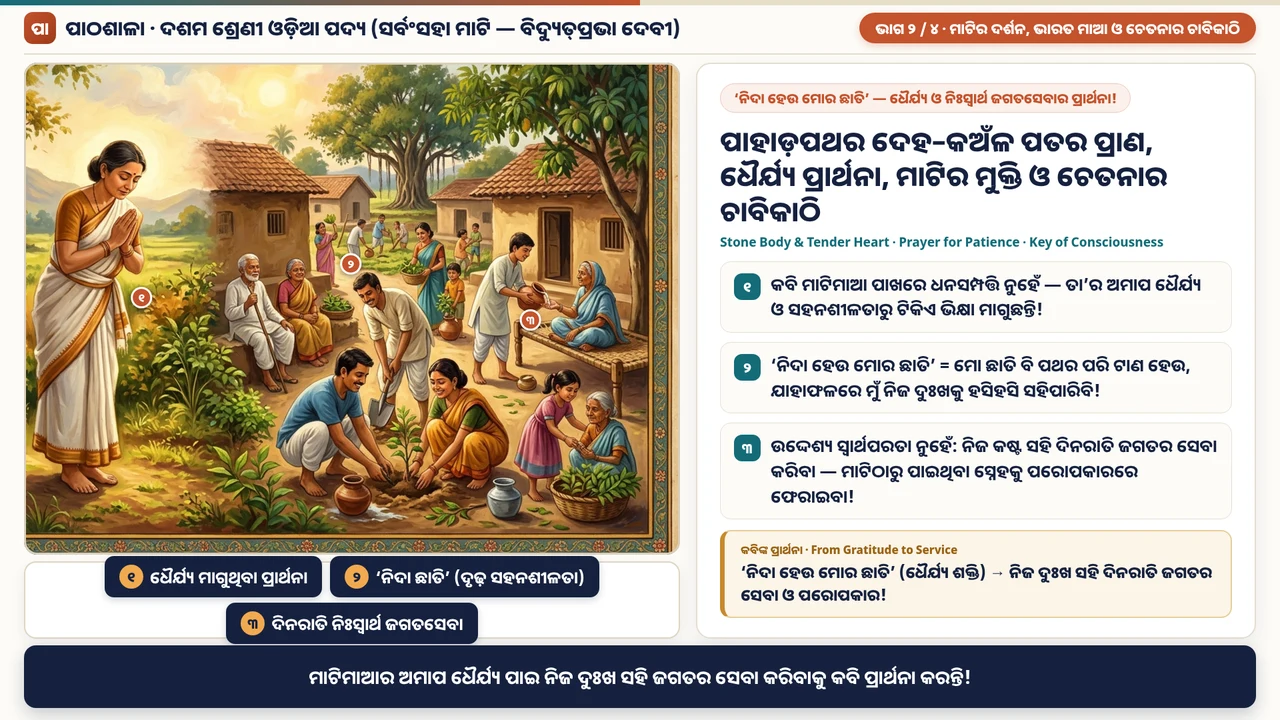 ପା
ପାଠଶାଳା · ଦଶମ ଶ୍ରେଣୀ ଓଡ଼ିଆ ପଦ୍ୟ (ସର୍ବଂସହା ମାଟି — ବିଦ୍ୟୁତ୍‌ପ୍ରଭା ଦେବୀ)
ଭାଗ ୨ / ୪ · ମାଟିର ଦର୍ଶନ, ଭାରତ ମାଆ ଓ ଚେତନାର ଚାବିକାଠି
୧
୨
୩
୧ ଧୈର୍ଯ୍ୟ ମାଗୁଥିବା ପ୍ରାର୍ଥନା
୨ ‘ନିଦା ଛାତି’ (ଦୃଢ଼ ସହନଶୀଳତା)
୩ ଦିନରାତି ନିଃସ୍ୱାର୍ଥ ଜଗତସେବା
‘ନିଦା ହେଉ ମୋର ଛାତି’ — ଧୈର୍ଯ୍ୟ ଓ ନିଃସ୍ୱାର୍ଥ ଜଗତସେବାର ପ୍ରାର୍ଥନା!
ପାହାଡ଼ପଥର ଦେହ–କଅଁଳ ପତର ପ୍ରାଣ,
ଧୈର୍ଯ୍ୟ ପ୍ରାର୍ଥନା, ମାଟିର ମୁକ୍ତି ଓ ଚେତନାର
ଚାବିକାଠି
Stone Body & Tender Heart · Prayer for Patience · Key of Consciousness
୧ କବି ମାଟିମାଆ ପାଖରେ ଧନସମ୍ପତ୍ତି ନୁହେଁ — ତା’ର ଅମାପ ଧୈର୍ଯ୍ୟ
ଓ ସହନଶୀଳତାରୁ ଟିକିଏ ଭିକ୍ଷା ମାଗୁଛନ୍ତି!
୨ ‘ନିଦା ହେଉ ମୋର ଛାତି’ = ମୋ ଛାତି ବି ପଥର ପରି ଟାଣ ହେଉ,
ଯାହାଫଳରେ ମୁଁ ନିଜ ଦୁଃଖକୁ ହସିହସି ସହିପାରିବି!
୩ ଉଦ୍ଦେଶ୍ୟ ସ୍ୱାର୍ଥପରତା ନୁହେଁ: ନିଜ କଷ୍ଟ ସହି ଦିନରାତି ଜଗତର ସେବା
କରିବା — ମାଟିଠାରୁ ପାଇଥିବା ସ୍ନେହକୁ ପରୋପକାରରେ
ଫେରାଇବା!
କବିଙ୍କ ପ୍ରାର୍ଥନା · From Gratitude to Service
‘ନିଦା ହେଉ ମୋର ଛାତି’ (ଧୈର୍ଯ୍ୟ ଶକ୍ତି) → ନିଜ ଦୁଃଖ ସହି ଦିନରାତି ଜଗତର
ସେବା ଓ ପରୋପକାର!
ମାଟିମାଆର ଅମାପ ଧୈର୍ଯ୍ୟ ପାଇ ନିଜ ଦୁଃଖ ସହି ଜଗତର ସେବା କରିବାକୁ କବି ପ୍ରାର୍ଥନା କରନ୍ତି!